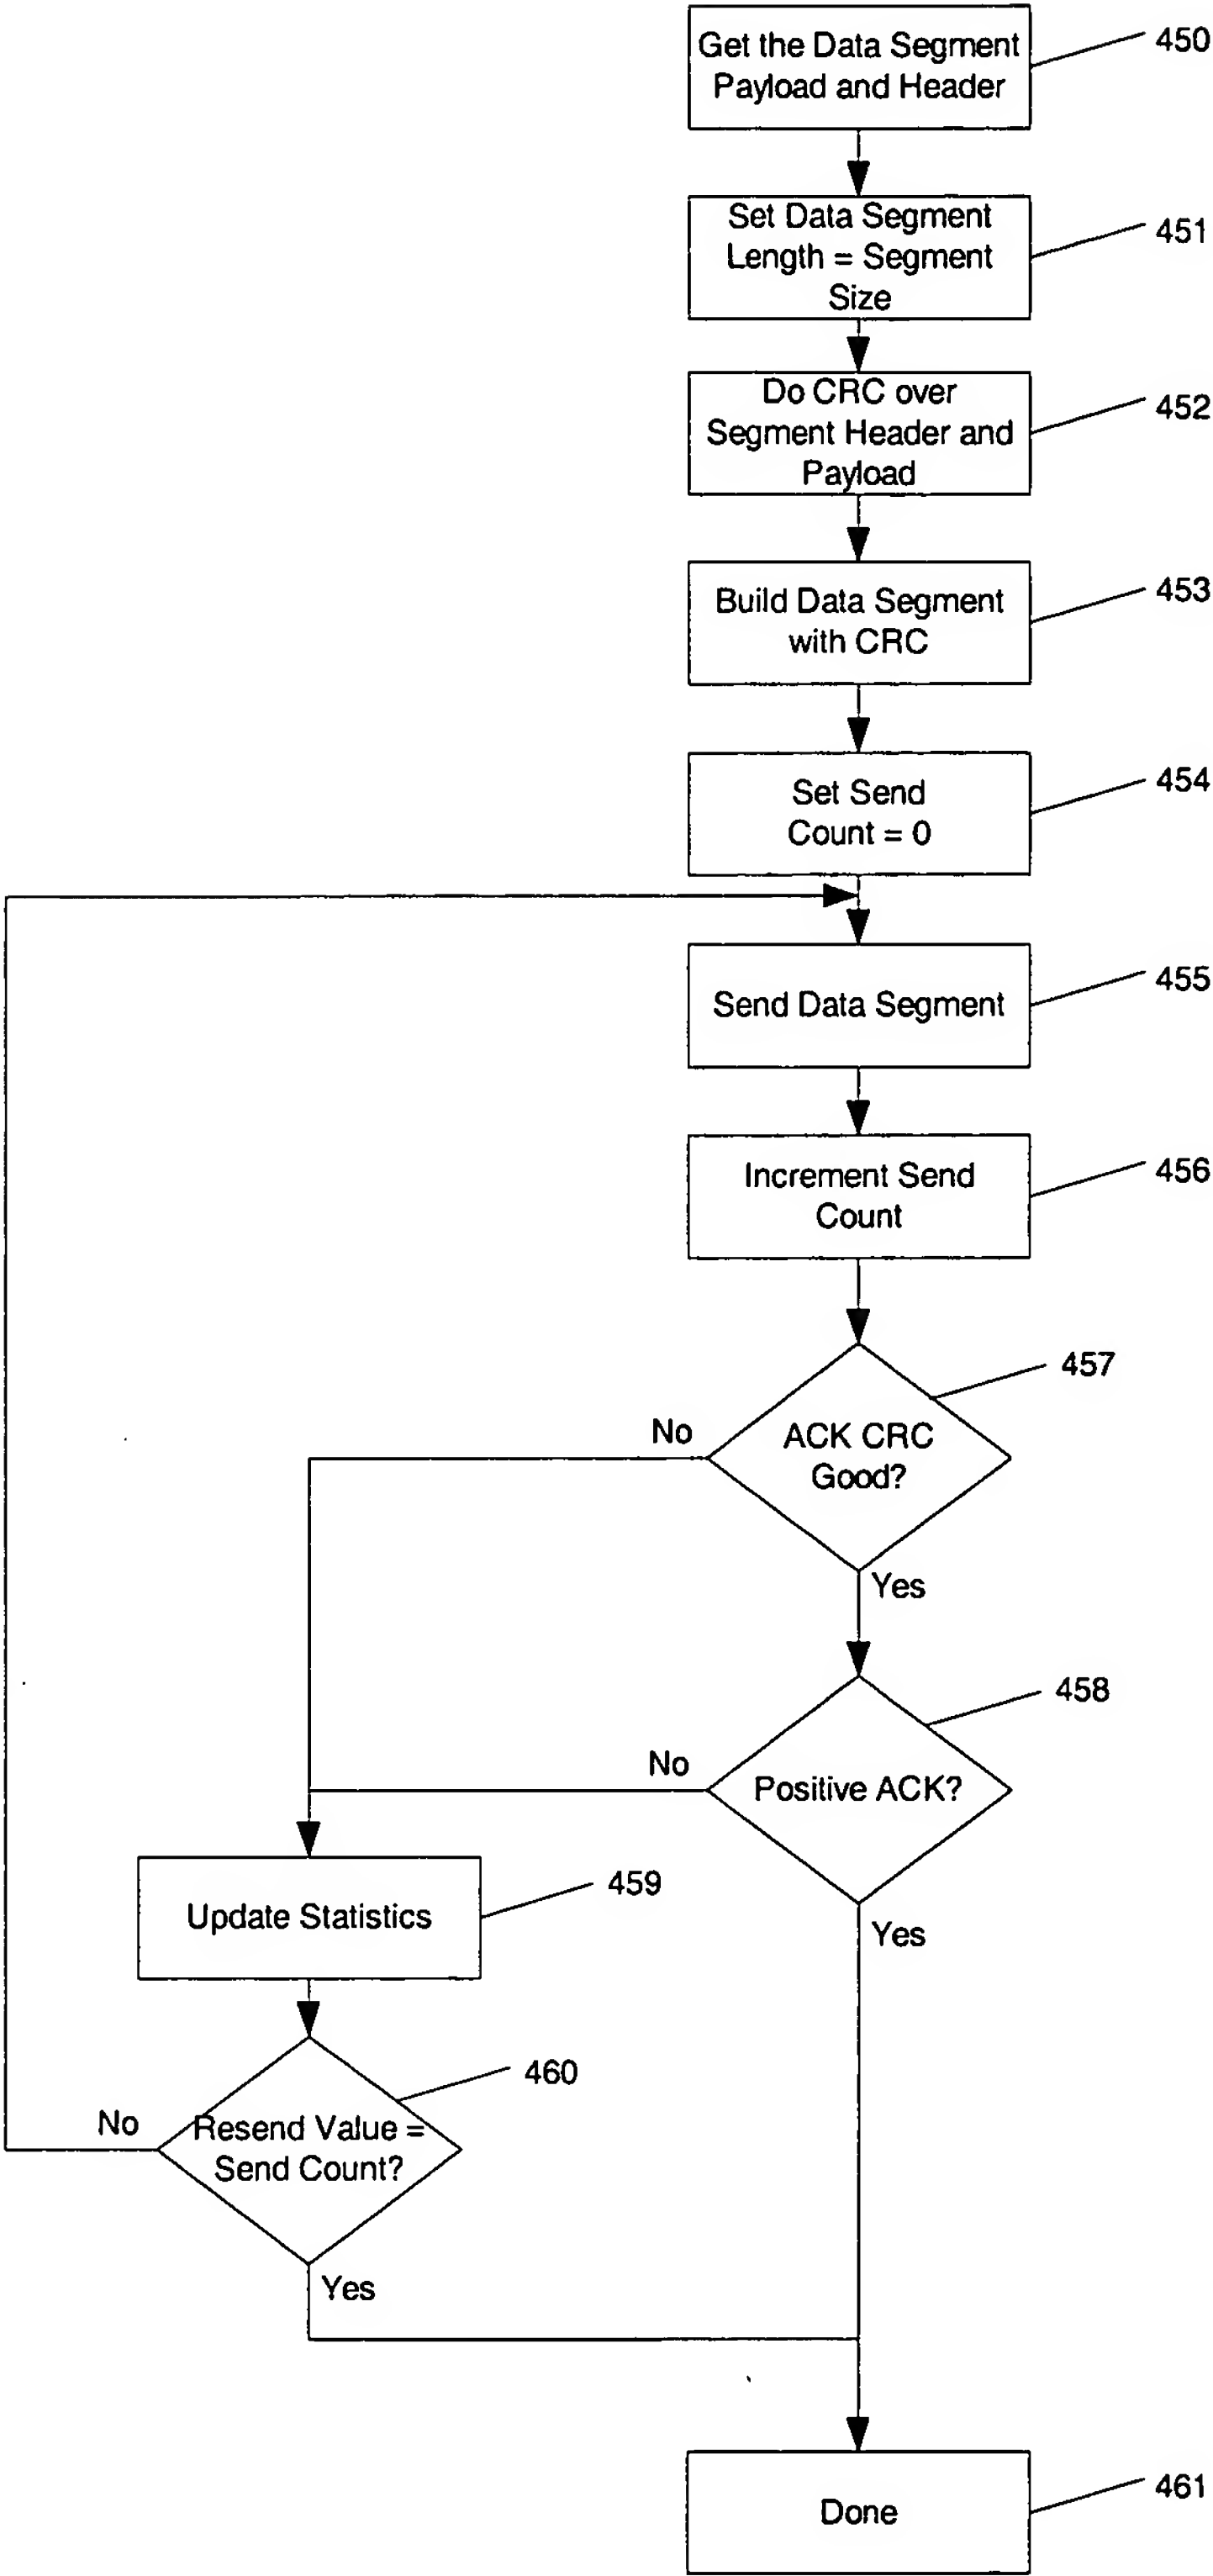 Get the Data Segment
Payload and Header
450
Set Data Segment
Length = Segment
Size
451
Do CRC over
Segment Header and
Payload
452
Build Data Segment
with CRC
453
Set Send
Count = 0
454
Send Data Segment
455
Increment Send
Count
456
ACK CRC
Good?
457
No
Yes
Positive ACK?
458
No
Yes
Update Statistics
459
Resend Value =
Send Count?
460
No
Yes
Done
461